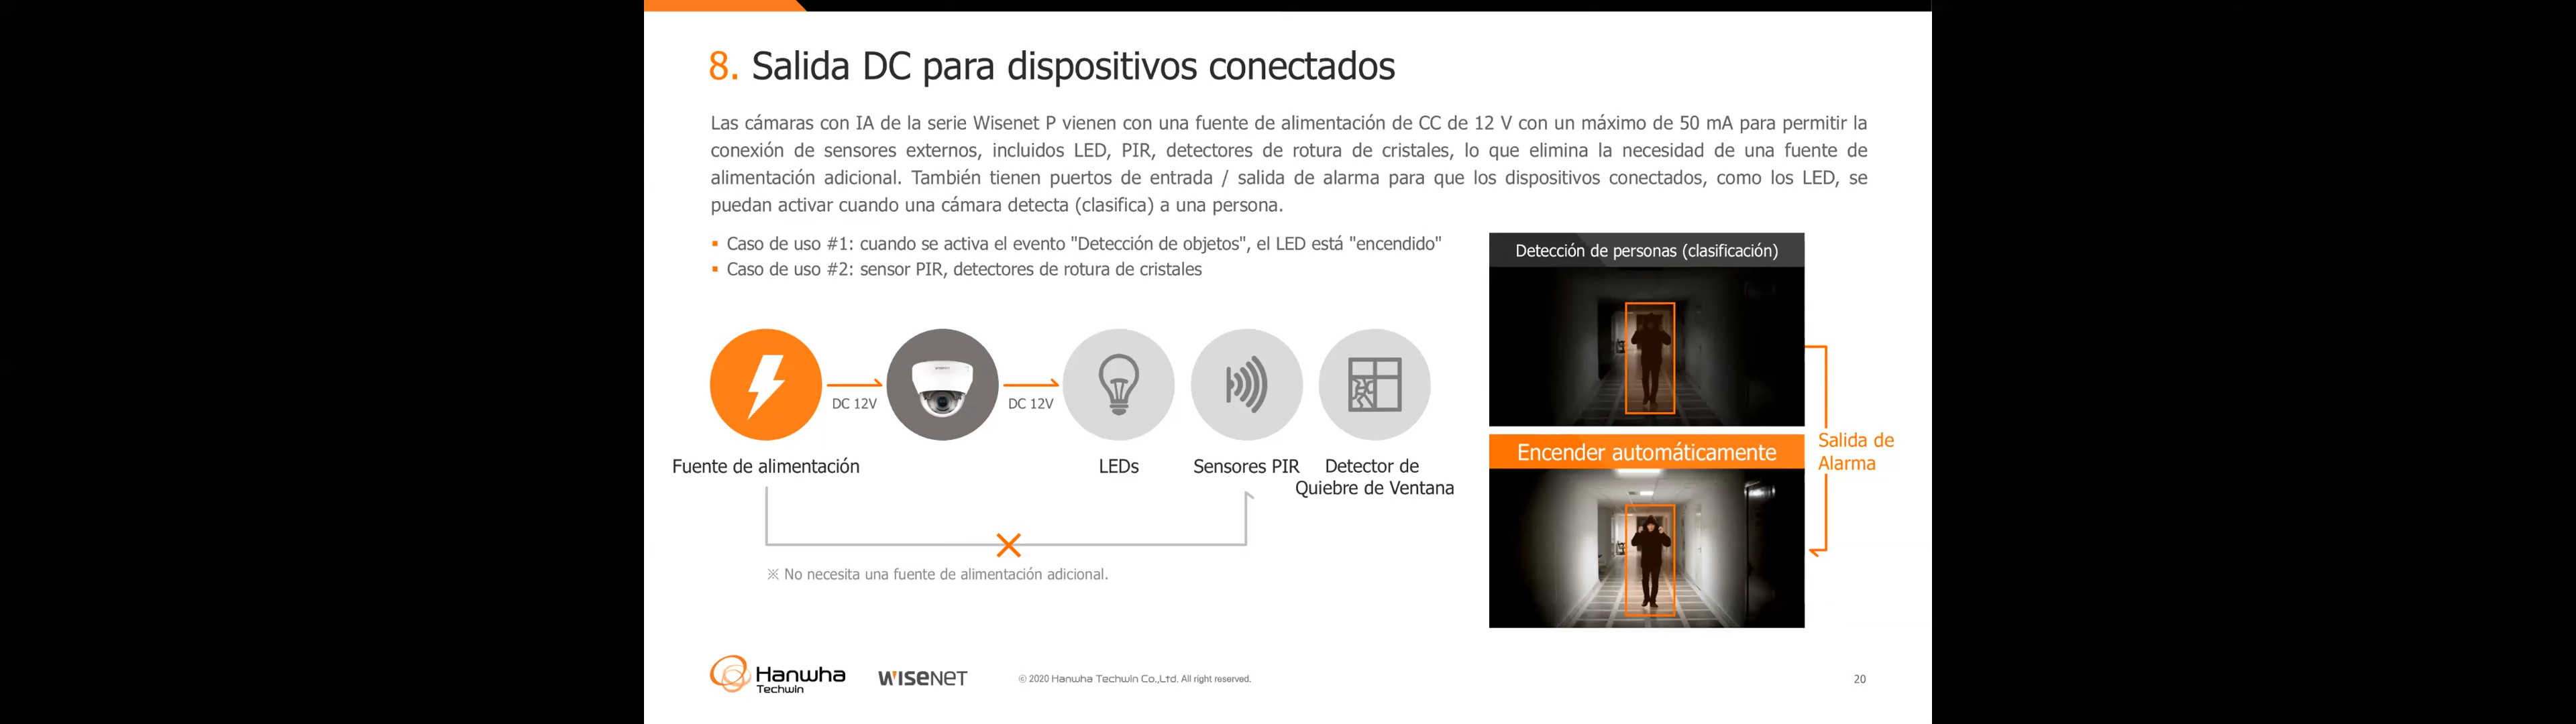 8. Salida DC para dispositivos conectados
Las cámaras con IA de la serie Wisenet P vienen con una fuente de alimentación de CC de 12 V con un máximo de 50 mA para permitir la
conexión de sensores externos, incluidos LED, PIR, detectores de rotura de cristales, lo que elimina la necesidad de una fuente de
alimentación adicional. También tienen puertos de entrada / salida de alarma para que los dispositivos conectados, como los LED, se
puedan activar cuando una cámara detecta (clasifica) a una persona.
▪ Caso de uso #1: cuando se activa el evento "Detección de objetos", el LED está "encendido"
▪ Caso de uso #2: sensor PIR, detectores de rotura de cristales
DC 12V
DC 12V
Fuente de alimentación
LEDs
Sensores PIR
Detector de
Quiebre de Ventana
※ No necesita una fuente de alimentación adicional.
Detección de personas (clasificación)
Encender automáticamente
Salida de
Alarma
Hanwha
Techwin
WISENET
© 2020 Hanwha Techwin Co.,Ltd. All right reserved.
20